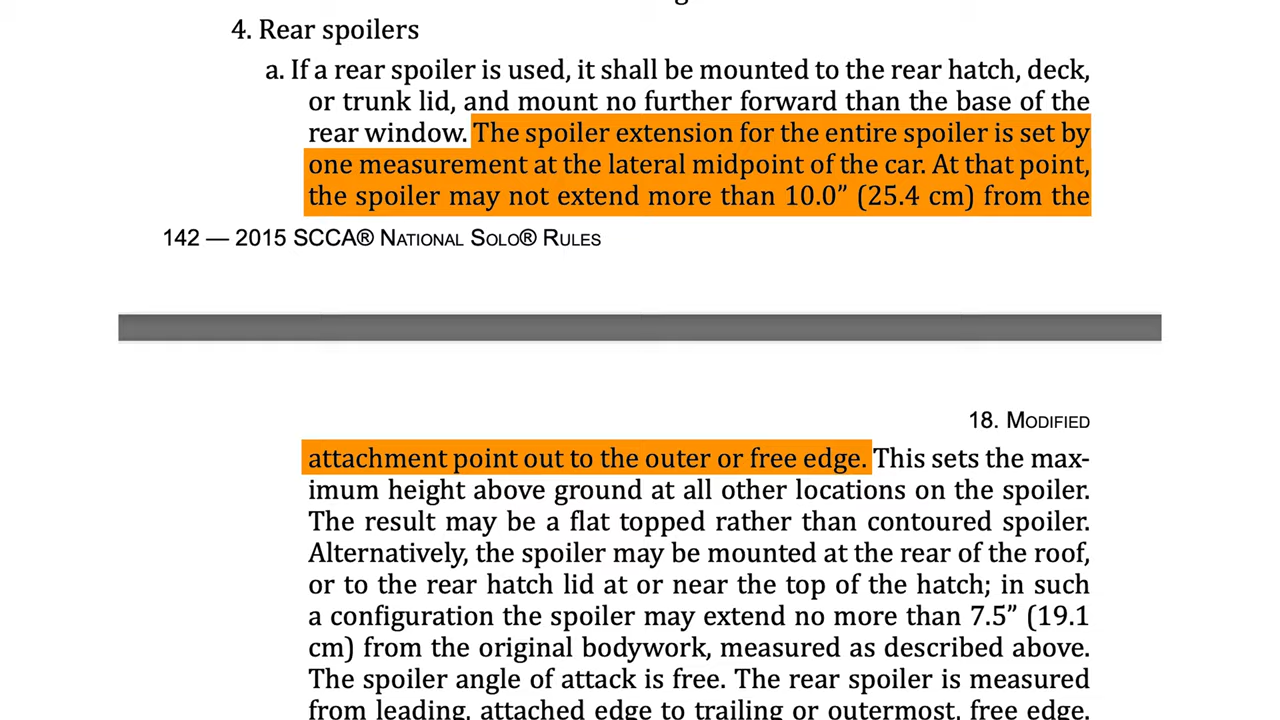 4. Rear spoilers
a. If a rear spoiler is used, it shall be mounted to the rear hatch, deck,
or trunk lid, and mount no further forward than the base of the
rear window. The spoiler extension for the entire spoiler is set by
one measurement at the lateral midpoint of the car. At that point,
the spoiler may not extend more than 10.0” (25.4 cm) from the
142 — 2015 SCCA® National Solo® Rules
18. Modified
attachment point out to the outer or free edge. This sets the max-
imum height above ground at all other locations on the spoiler.
The result may be a flat topped rather than contoured spoiler.
Alternatively, the spoiler may be mounted at the rear of the roof,
or to the rear hatch lid at or near the top of the hatch; in such
a configuration the spoiler may extend no more than 7.5” (19.1
cm) from the original bodywork, measured as described above.
The spoiler angle of attack is free. The rear spoiler is measured
from leading, attached edge to trailing or outermost, free edge.